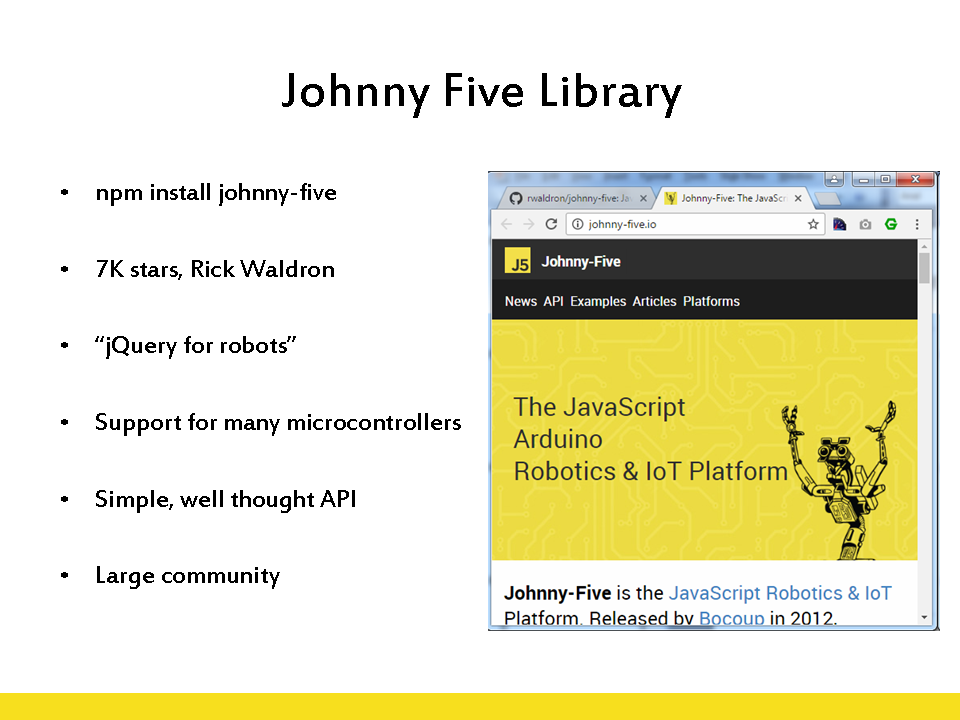 Johnny Five Library
• npm install johnny-five
• 7K stars, Rick Waldron
• “jQuery for robots”
• Support for many microcontrollers
• Simple, well thought API
• Large community
rwaldron/johnny-five: Ja
Johnny-Five: The JavaScr
johnny-five.io
J5 Johnny-Five
News API Examples Articles Platforms
The JavaScript
Arduino
Robotics & IoT Platform
Johnny-Five is the JavaScript Robotics & IoT
Platform. Released by Bocoup in 2012.